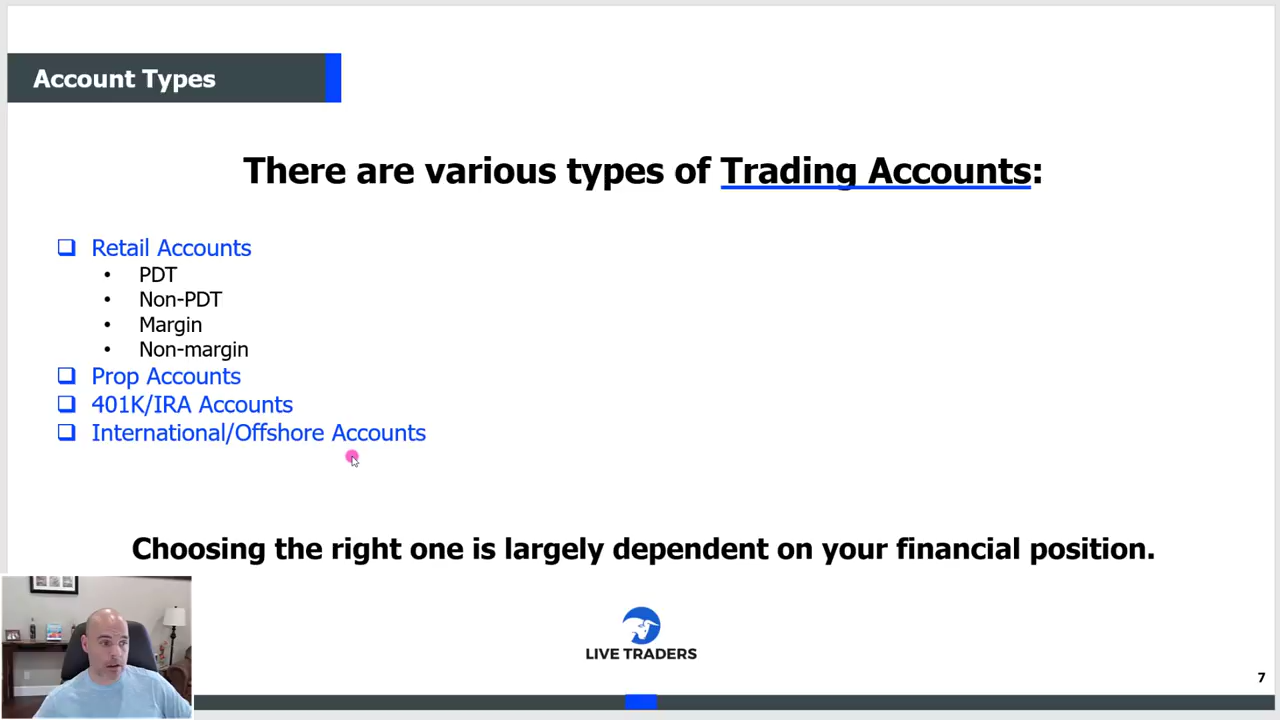 Account Types
There are various types of Trading Accounts:
Retail Accounts
PDT
Non-PDT
Margin
Non-margin
Prop Accounts
401K/IRA Accounts
International/Offshore Accounts
Choosing the right one is largely dependent on your financial position.
LIVE TRADERS
7